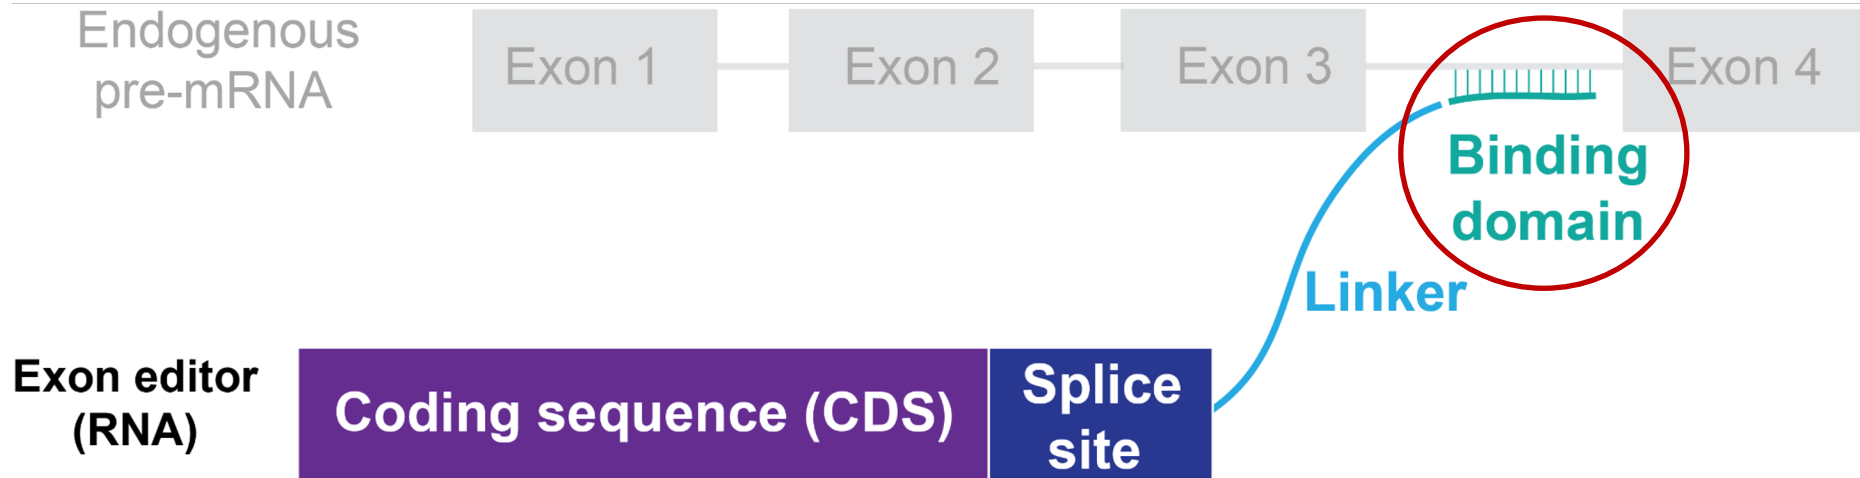 Endogenous
pre-mRNA
Exon 1
Exon 2
Exon 3
Exon 4
Binding
domain
Linker
Exon editor
(RNA)
Coding sequence (CDS)
Splice
site